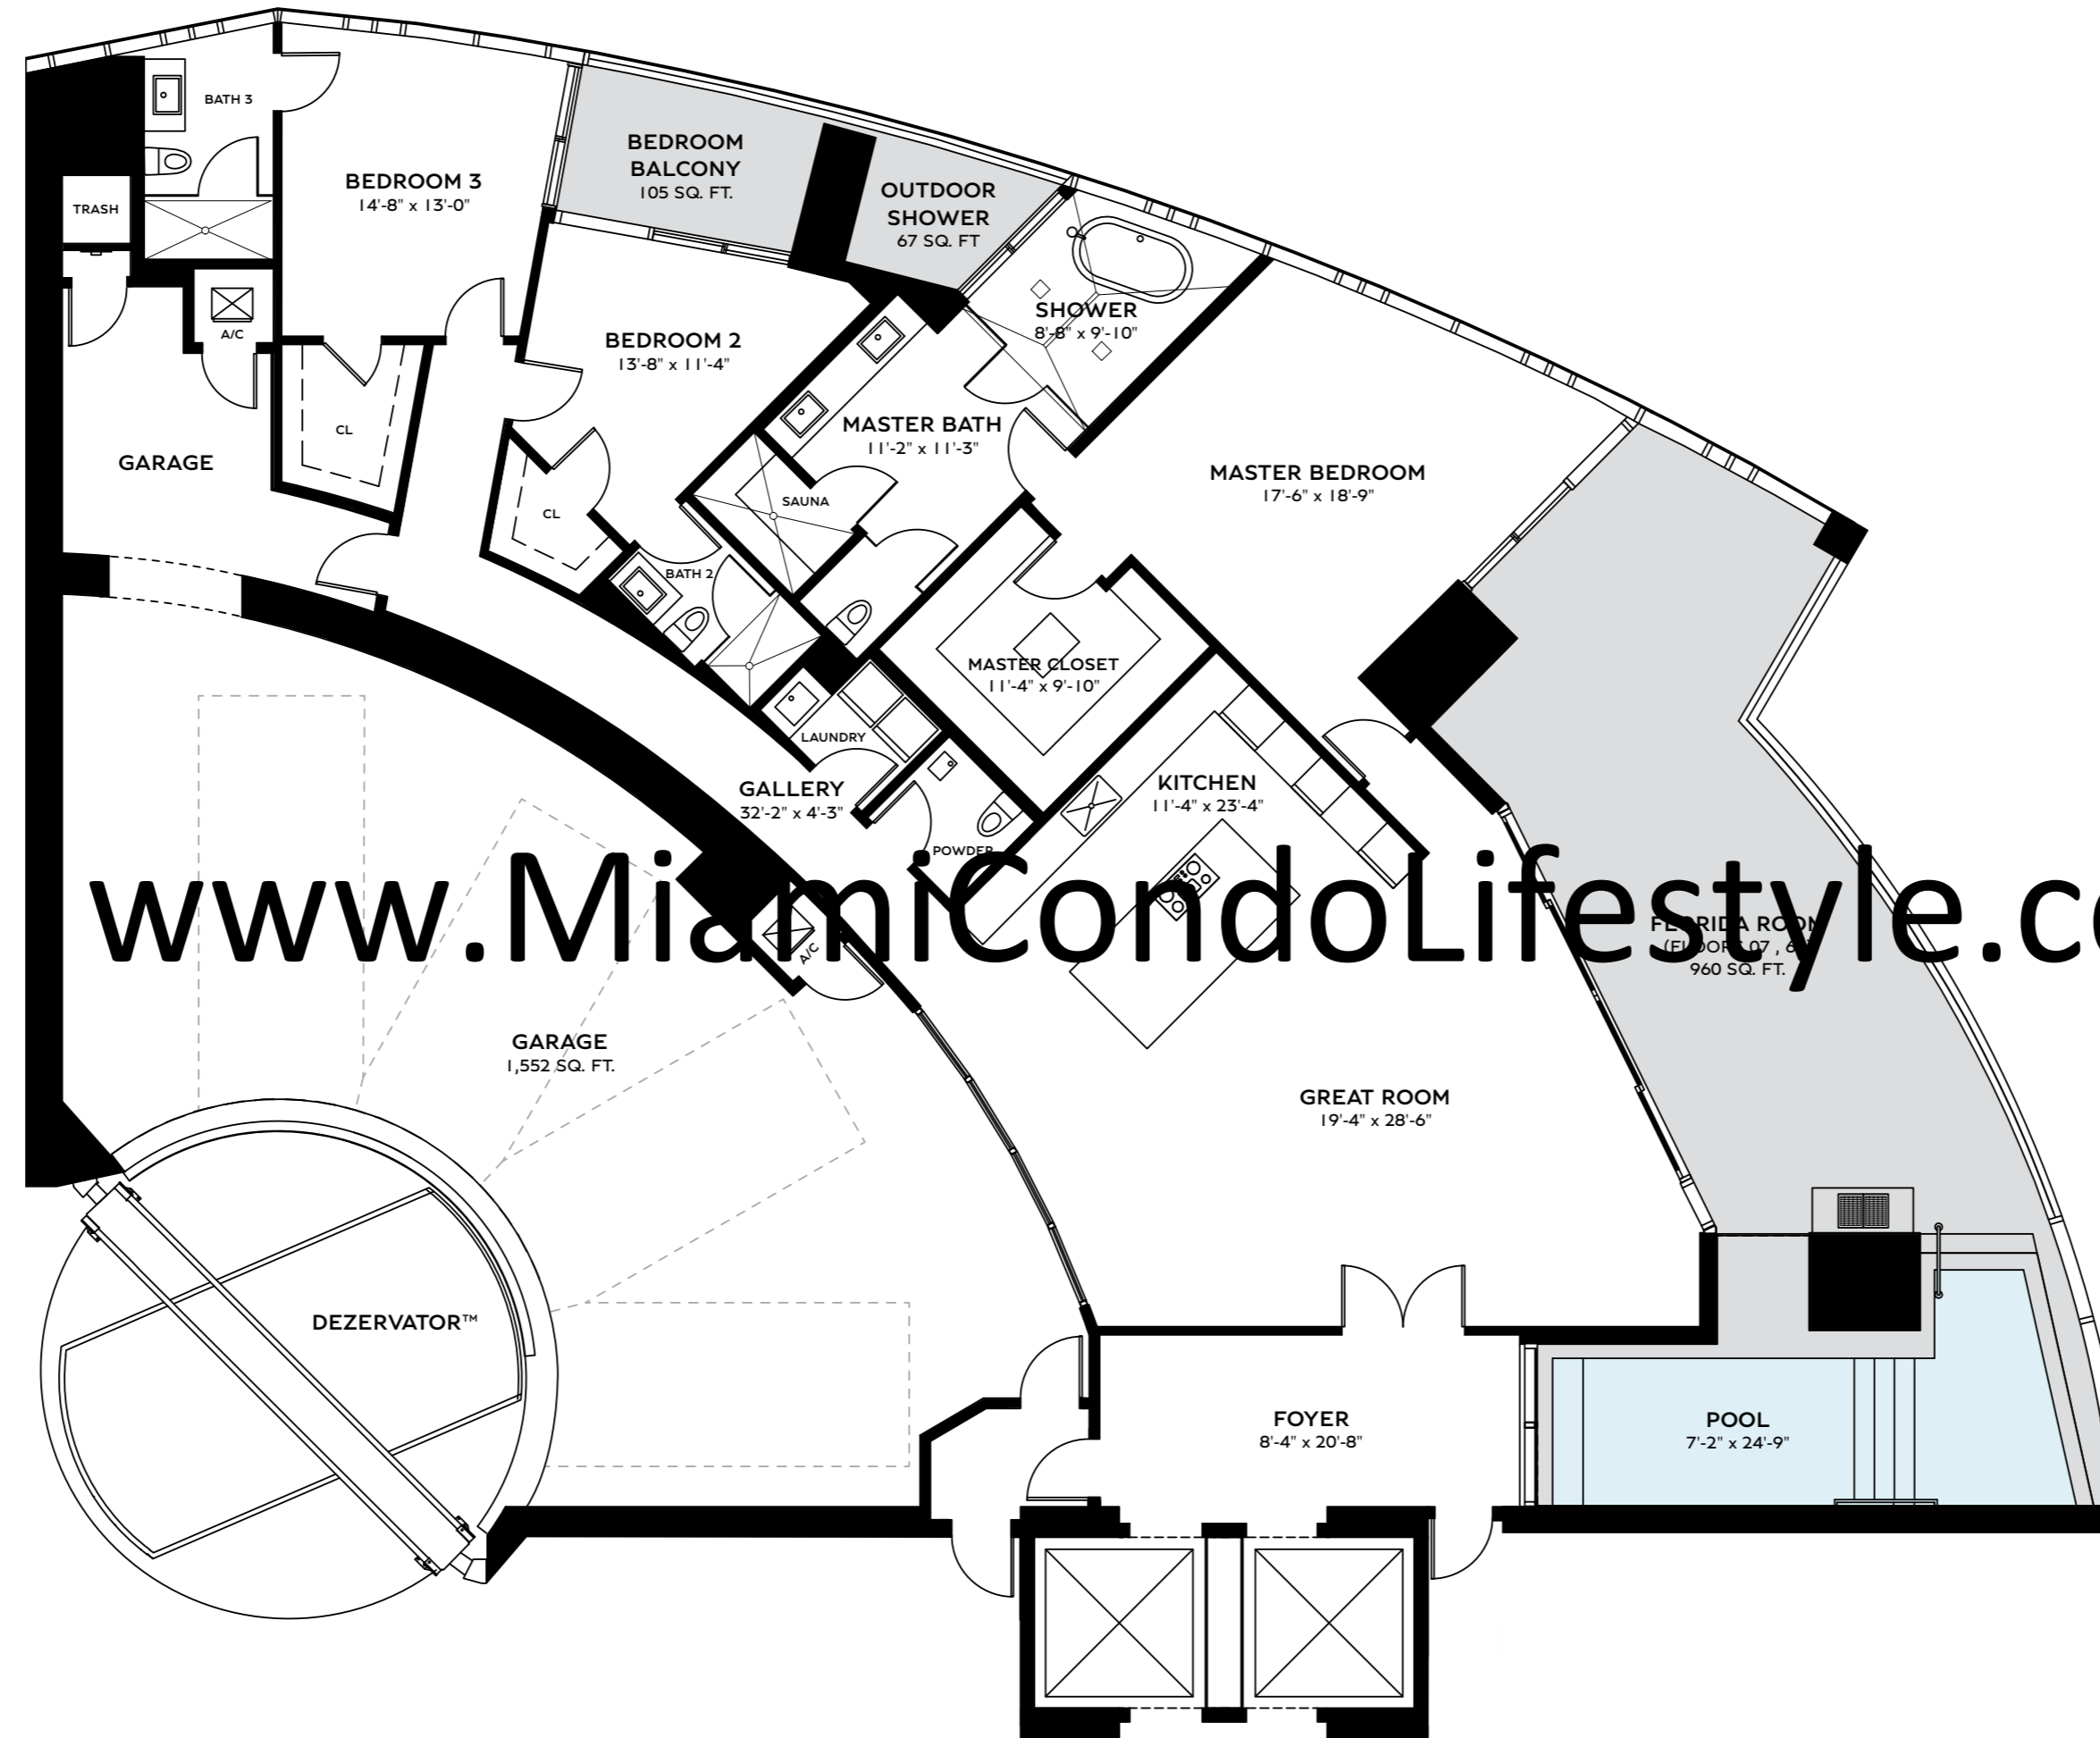 BATH 3
BEDROOM 3
14'-8" x 13'-0"
BEDROOM
BALCONY
105 SQ. FT.
OUTDOOR
SHOWER
67 SQ. FT
TRASH
A/C
SHOWER
8'-8" x 9'-10"
BEDROOM 2
13'-8" x 11'-4"
CL
GARAGE
MASTER BATH
11'-2" x 11'-3"
MASTER BEDROOM
17'-6" x 18'-9"
SAUNA
CL
BATH 2
MASTER CLOSET
11'-4" x 9'-10"
LAUNDRY
GALLERY
32'-2" x 4'-3"
KITCHEN
11'-4" x 23'-4"
POWDER
www.MiamiCondoLifestyle.c
FLORIDA ROOM
(FLOORS 07 ,
960 SQ. FT.
A/C
GARAGE
1,552 SQ. FT.
GREAT ROOM
19'-4" x 28'-6"
DEZERVATOR™
FOYER
8'-4" x 20'-8"
POOL
7'-2" x 24'-9"